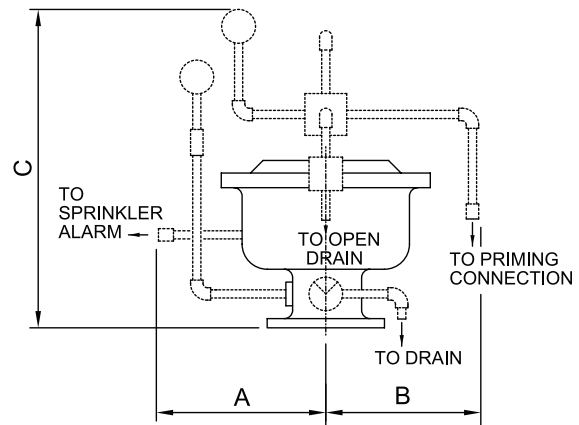 C
TO
SPRINKLER
ALARM
TO OPEN
DRAIN
TO PRIMING
CONNECTION
TO DRAIN
A
B